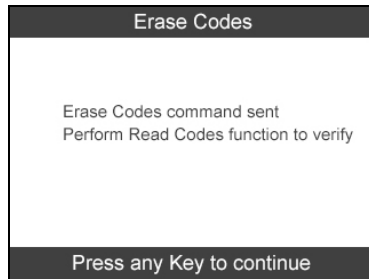 Erase Codes
Erase Codes command sent
Perform Read Codes function to verify
Press any Key to continue